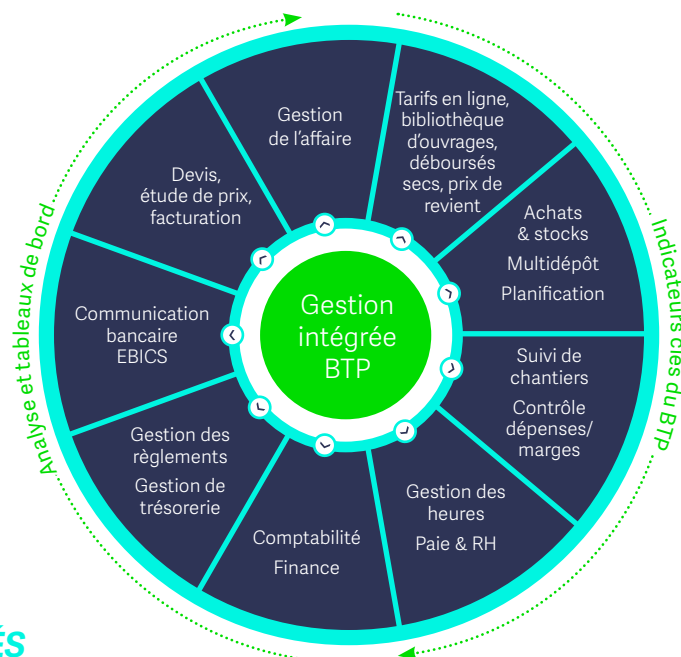 Gestion
de l'affaire
Tarifs en ligne,
bibliothèque
d'ouvrages,
déboursés
secs, prix de
revient
Achats
& stocks
Multidépôt
Planification
Suivi de
chantiers
Contrôle
dépenses/
marges
Gestion des
heures
Paie & RH
Comptabilité
Finance
Gestion des
règlements
Gestion de
trésorerie
Communication
bancaire
EBICS
Devis,
étude de prix,
facturation
Gestion
intégrée
BTP
Analyse et tableaux de bord
Indicateurs clés du BTP
ÉS